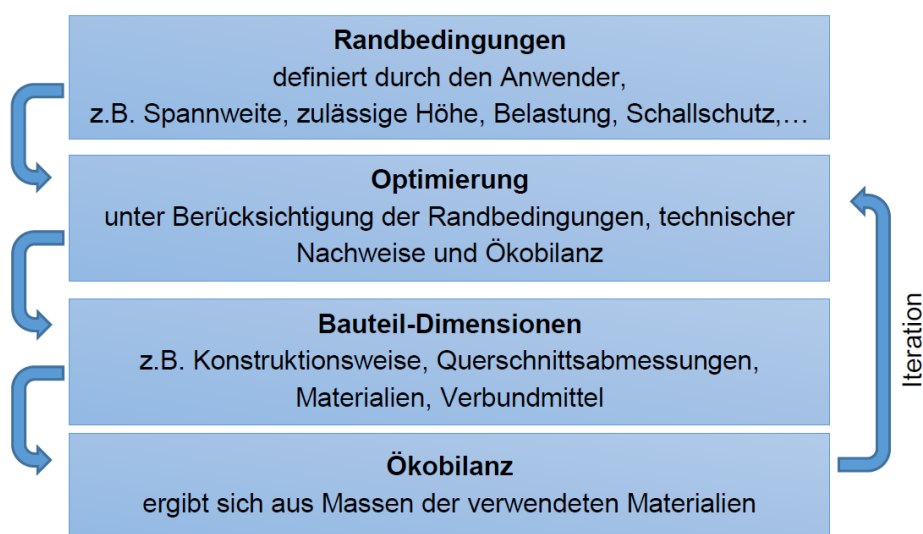 Randbedingungen
definiert durch den Anwender,
z.B. Spannweite, zulässige Höhe, Belastung, Schallschutz,…
Optimierung
unter Berücksichtigung der Randbedingungen, technischer
Nachweise und Ökobilanz
Bauteil-Dimensionen
z.B. Konstruktionsweise, Querschnittsabmessungen,
Materialien, Verbundmittel
Ökobilanz
ergibt sich aus Massen der verwendeten Materialien
Iteration